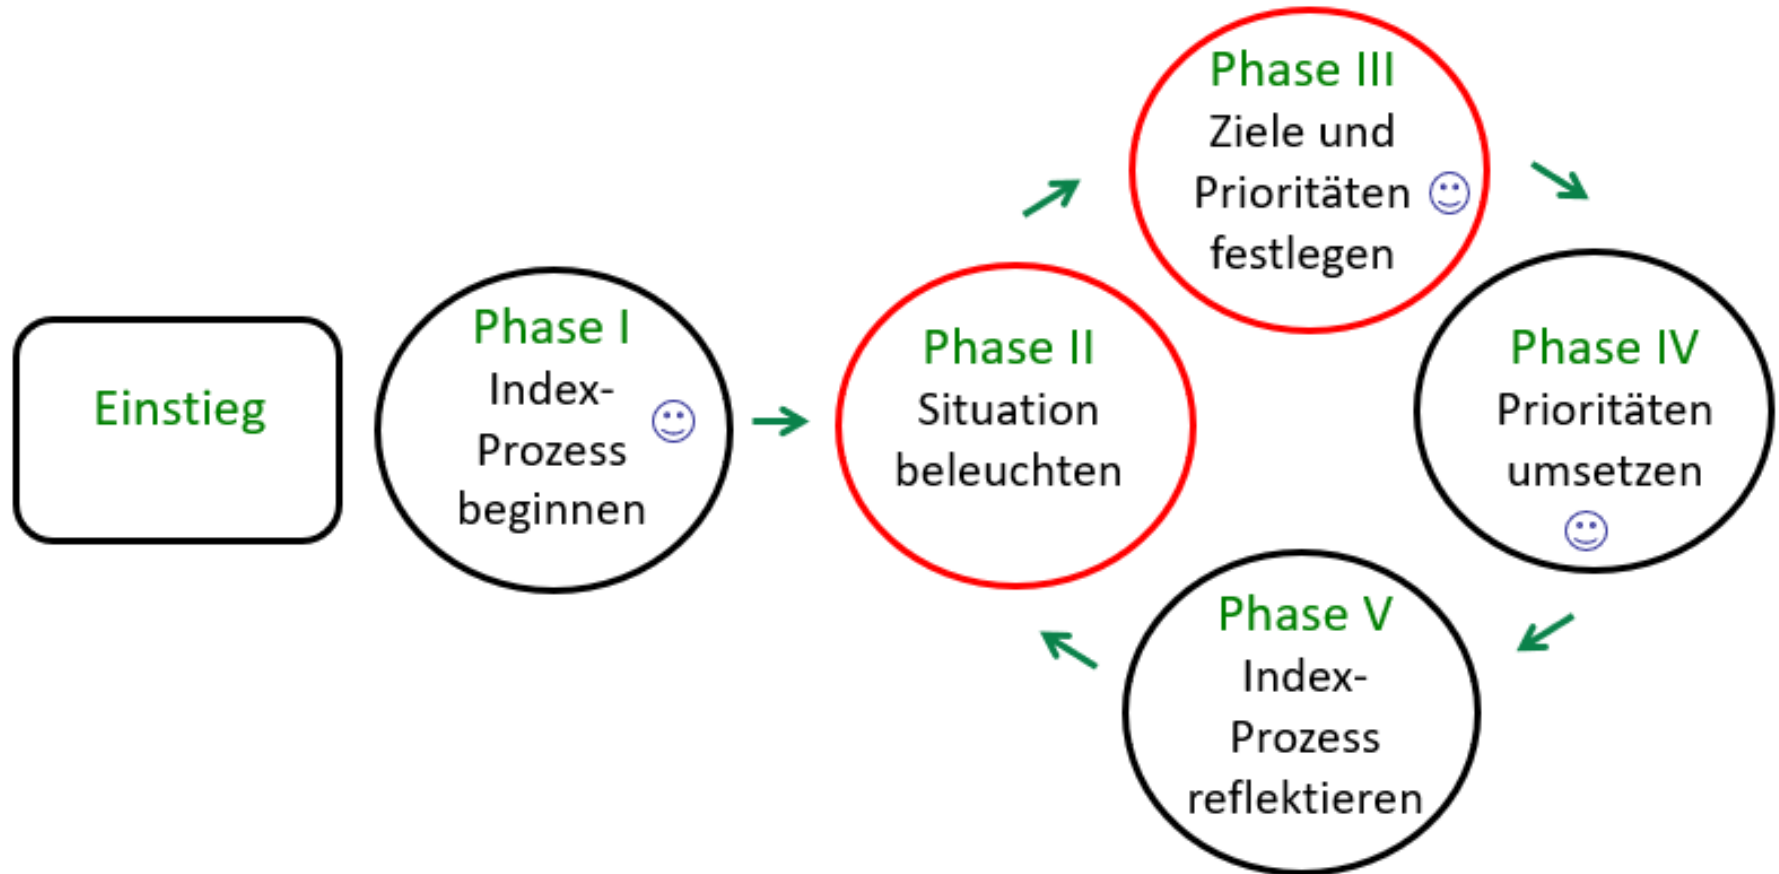 Einstieg
Phase I
Index-
Prozess
beginnen
Phase II
Situation
beleuchten
Phase III
Ziele und
Prioritäten
festlegen
Phase IV
Prioritäten
umsetzen
Phase V
Index-
Prozess
reflektieren